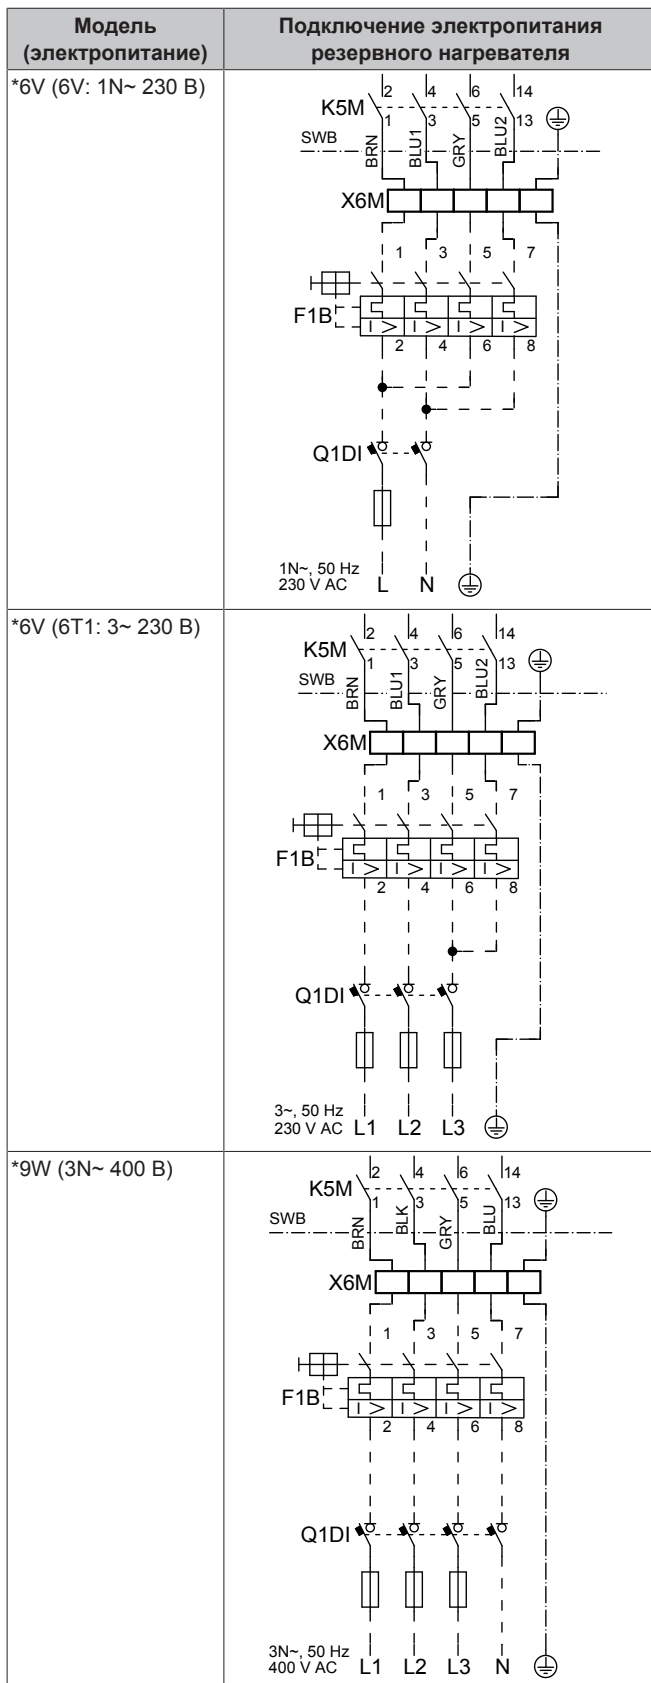 Модель (электропитание)
Подключение электропитания резервного нагревателя
*6V (6V: 1N~ 230 В)
2 4 6 14
K5M
1 3 5 13
SWB
BRN BLU1 GRY BLU2
X6M
1 3 5 7
F1B
I > I > I > I >
2 4 6 8
Q1DI
1N~, 50 Hz
230 V AC
L N
*6V (6T1: 3~ 230 В)
2 4 6 14
K5M
1 3 5 13
SWB
BRN BLU1 GRY BLU2
X6M
1 3 5 7
F1B
I > I > I > I >
2 4 6 8
Q1DI
3~, 50 Hz
230 V AC
L1 L2 L3
*9W (3N~ 400 В)
2 4 6 14
K5M
1 3 5 13
SWB
BRN BLK GRY BLU
X6M
1 3 5 7
F1B
I > I > I > I >
2 4 6 8
Q1DI
3N~, 50 Hz
400 V AC
L1 L2 L3 N